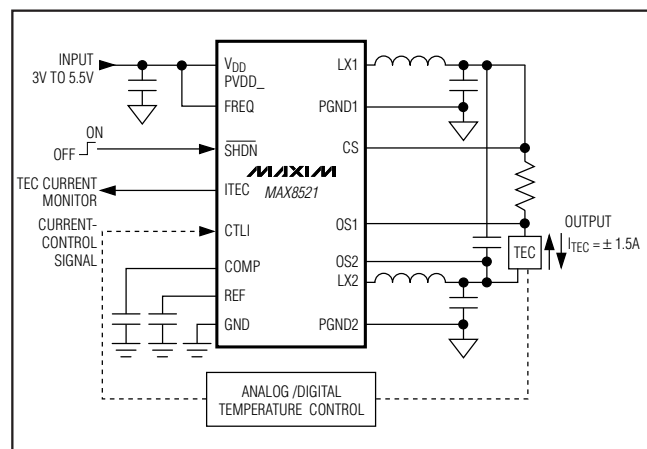 INPUT
3V TO 5.5V
ON
OFF
TEC CURRENT
MONITOR
CURRENT-
CONTROL
SIGNAL
VDD
PVDD_
FREQ
SHDN
ITEC
CTLI
COMP
REF
GND
MAXIM
MAX8521
LX1
PGND1
CS
OS1
OS2
LX2
PGND2
OUTPUT
ITEC = ± 1.5A
TEC
ANALOG /DIGITAL
TEMPERATURE CONTROL